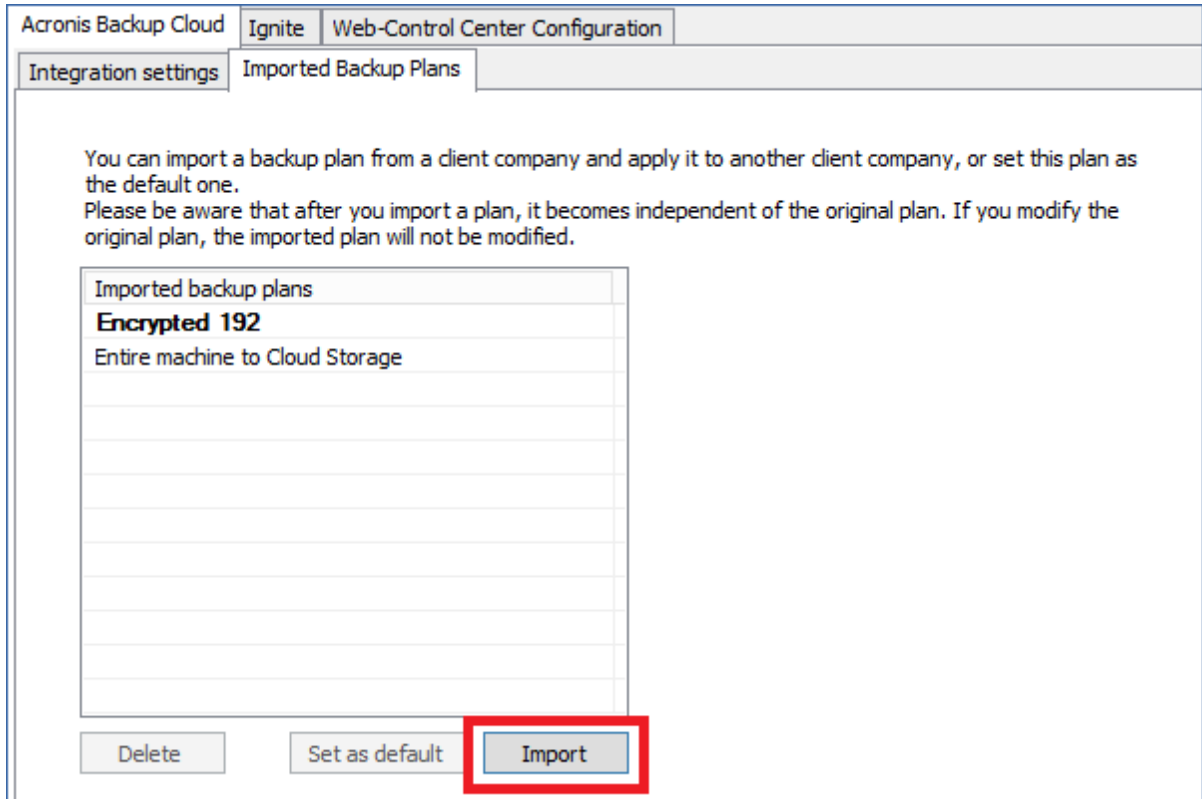 Acronis Backup Cloud Ignite Web-Control Center Configuration
Integration settings Imported Backup Plans
You can import a backup plan from a client company and apply it to another client company, or set this plan as
the default one.
Please be aware that after you import a plan, it becomes independent of the original plan. If you modify the
original plan, the imported plan will not be modified.
Imported backup plans
Encrypted 192
Entire machine to Cloud Storage
Delete Set as default Import